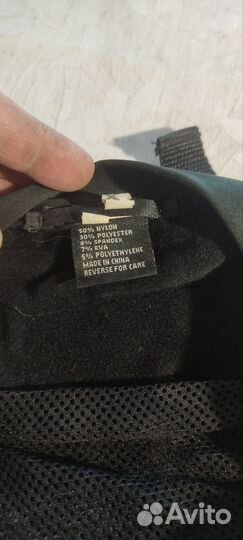 50% NYLON
30% POLYESTER
8% SPANDEX
7% EVA
5% POLYETHYLENE
MADE IN CHINA
REVERSE FOR CARE
Avito